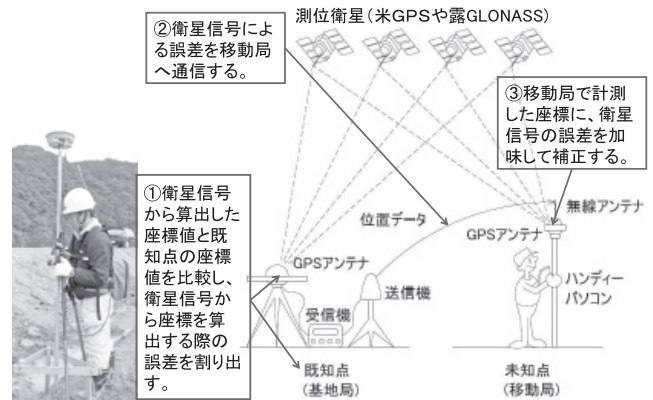 測位衛星（米GPSや露GLONASS）
②衛星信号によ
る誤差を移動局
へ通信する。
③移動局で計測
した座標に、衛星
信号の誤差を加
味して補正する。
①衛星信号
から算出した
座標値と既
知点の座標
値を比較し、
衛星信号か
ら座標を算
出する際の
誤差を割り出
す。
位置データ
無線アンテナ
GPSアンテナ
GPSアンテナ
送信機
受信機
ハンディー
パソコン
既知点
（基地局）
未知点
（移動局）